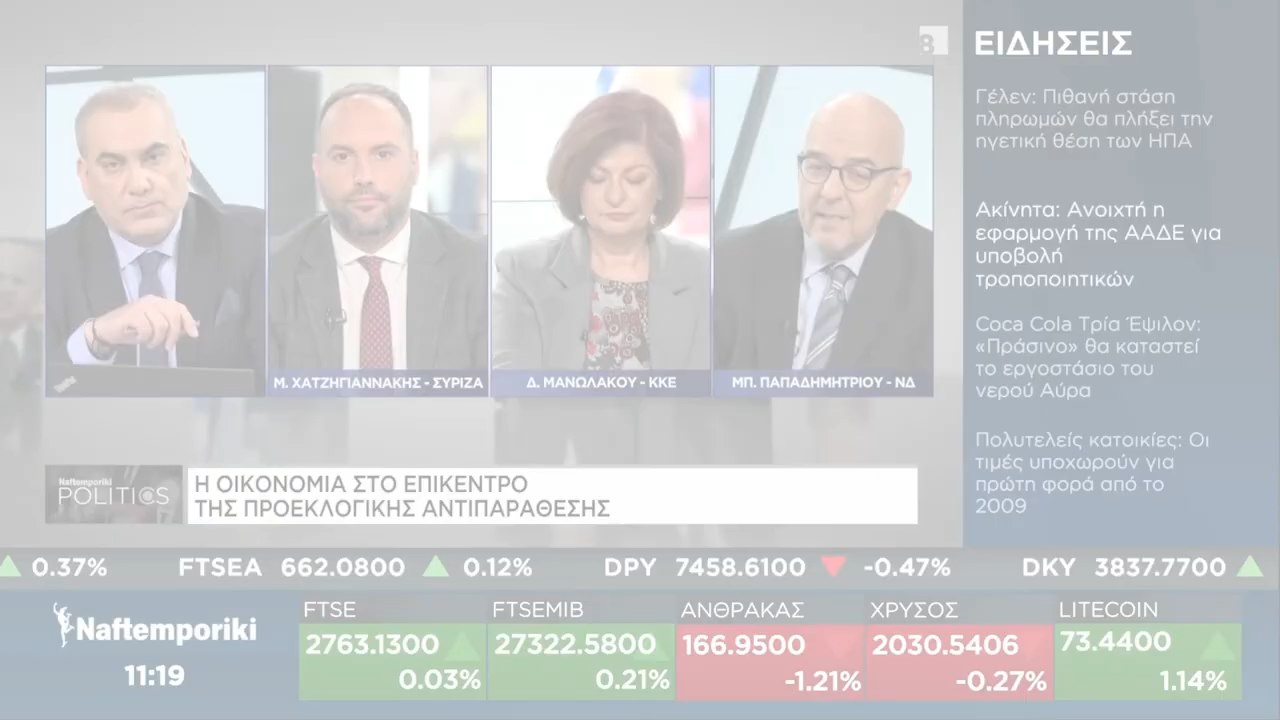 8
ΕΙΔΗΣΕΙΣ
Γέλεν: Πιθανή στάση
πληρωμών θα πλήξει την
ηγετική θέση των ΗΠΑ
Ακίνητα: Ανοιχτή η
εφαρμογή της ΑΑΔΕ για
υποβολή
τροποποιητικών
Coca Cola Τρία Έψιλον:
«Πράσινο» θα καταστεί
το εργοστάσιο του
νερού Αύρα
Πολυτελείς κατοικίες: Οι
τιμές υποχωρούν για
πρώτη φορά από το
2009
Μ. ΧΑΤΖΗΓΙΑΝΝΑΚΗΣ - ΣΥΡΙΖΑ
Δ. ΜΑΝΩΛΑΚΟΥ - ΚΚΕ
ΜΠ. ΠΑΠΑΔΗΜΗΤΡΙΟΥ - ΝΔ
Naftemporiki
POLITICS
Η ΟΙΚΟΝΟΜΙΑ ΣΤΟ ΕΠΙΚΕΝΤΡΟ
ΤΗΣ ΠΡΟΕΚΛΟΓΙΚΗΣ ΑΝΤΙΠΑΡΑΘΕΣΗΣ
0.37% FTSEA 662.0800 0.12% DPY 7458.6100 -0.47% DKY 3837.7700
Naftemporiki
11:19
FTSE
2763.1300
0.03%
FTSEMIB
27322.5800
0.21%
ΑΝΘΡΑΚΑΣ
166.9500
-1.21%
ΧΡΥΣΟΣ
2030.5406
-0.27%
LITECOIN
73.4400
1.14%